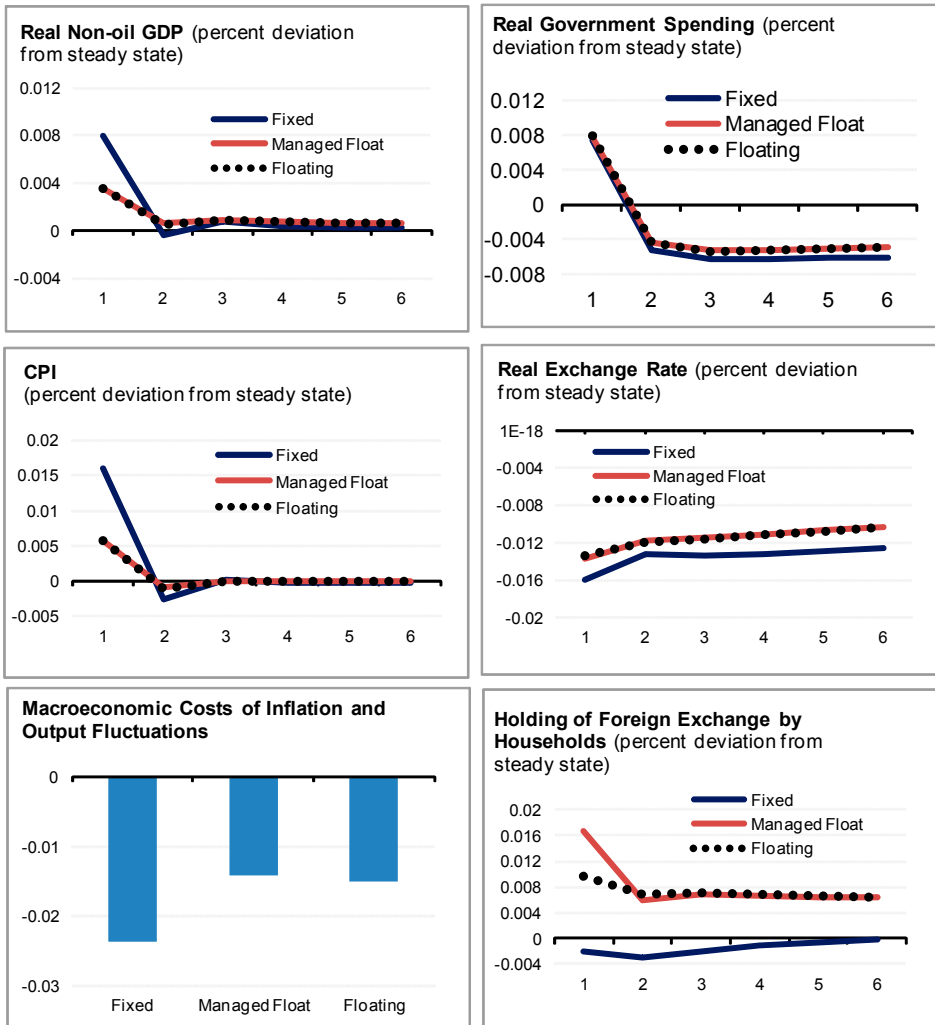 Real Non-oil GDP (percent deviation
from steady state)
0.012
0.008
0.004
0
-0.004
Fixed
Managed Float
Floating
1 2 3 4 5 6
Real Government Spending (percent
deviation from steady state)
0.012
0.008
0.004
0
-0.004
-0.008
Fixed
Managed Float
Floating
1 2 3 4 5 6
CPI
(percent deviation from steady state)
0.02
0.015
0.01
0.005
0
-0.005
Fixed
Managed Float
Floating
1 2 3 4 5 6
Real Exchange Rate (percent deviation
from steady state)
1E-18
-0.004
-0.008
-0.012
-0.016
-0.02
Fixed
Managed Float
Floating
1 2 3 4 5 6
Macroeconomic Costs of Inflation and
Output Fluctuations
0
-0.01
-0.02
-0.03
Fixed Managed Float Floating
Holding of Foreign Exchange by
Households (percent deviation from
steady state)
0.02
0.016
0.012
0.008
0.004
0
-0.004
Fixed
Managed Float
Floating
1 2 3 4 5 6